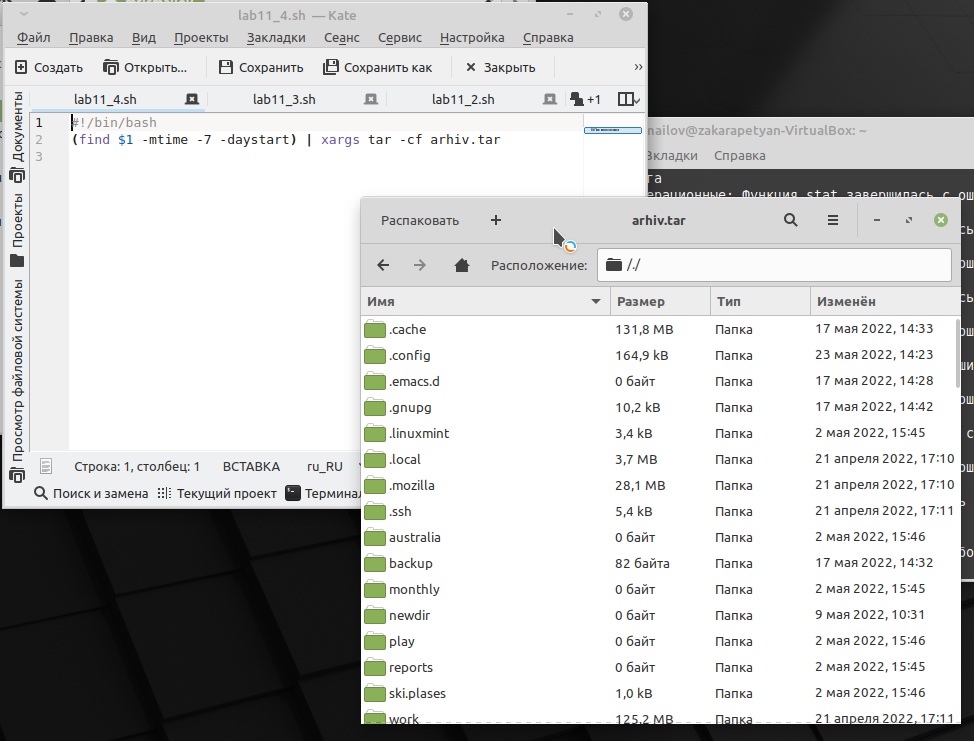 lab11_4.sh — Kate
Файл Правка Вид Проекты Закладки Сеанс Сервис Настройка Справка
Создать Открыть... Сохранить Сохранить как Закрыть »
lab11_4.sh lab11_3.sh lab11_2.sh +1
Документы
Проекты
Просмотр файловой системы
1 #!/bin/bash
2 (find $1 -mtime -7 -daystart) | xargs tar -cf arhiv.tar
3
Строка: 1, столбец: 1 ВСТАВКА ru_RU
Поиск и замена Текущий проект Терминал
mailov@zakarapetyan-VirtualBox: ~
Справка
stat завершилась с
Распаковать + arhiv.tar
Расположение: /./
Имя Размер Тип Изменён
.cache 131,8 MB Папка 17 мая 2022, 14:33
.config 164,9 kB Папка 23 мая 2022, 14:23
.emacs.d 0 байт Папка 17 мая 2022, 14:28
.gnupg 10,2 kB Папка 17 мая 2022, 14:42
.linuxmint 3,4 kB Папка 2 мая 2022, 15:45
.local 3,7 MB Папка 21 апреля 2022, 17:10
.mozilla 28,1 MB Папка 21 апреля 2022, 17:10
.ssh 5,4 kB Папка 21 апреля 2022, 17:11
australia 0 байт Папка 2 мая 2022, 15:46
backup 82 байта Папка 17 мая 2022, 14:32
monthly 0 байт Папка 2 мая 2022, 15:45
newdir 0 байт Папка 9 мая 2022, 10:31
play 0 байт Папка 2 мая 2022, 15:46
reports 0 байт Папка 2 мая 2022, 15:45
ski.plases 1,0 kB Папка 2 мая 2022, 15:46
work 125,2 MB Папка 21 апреля 2022, 17:11